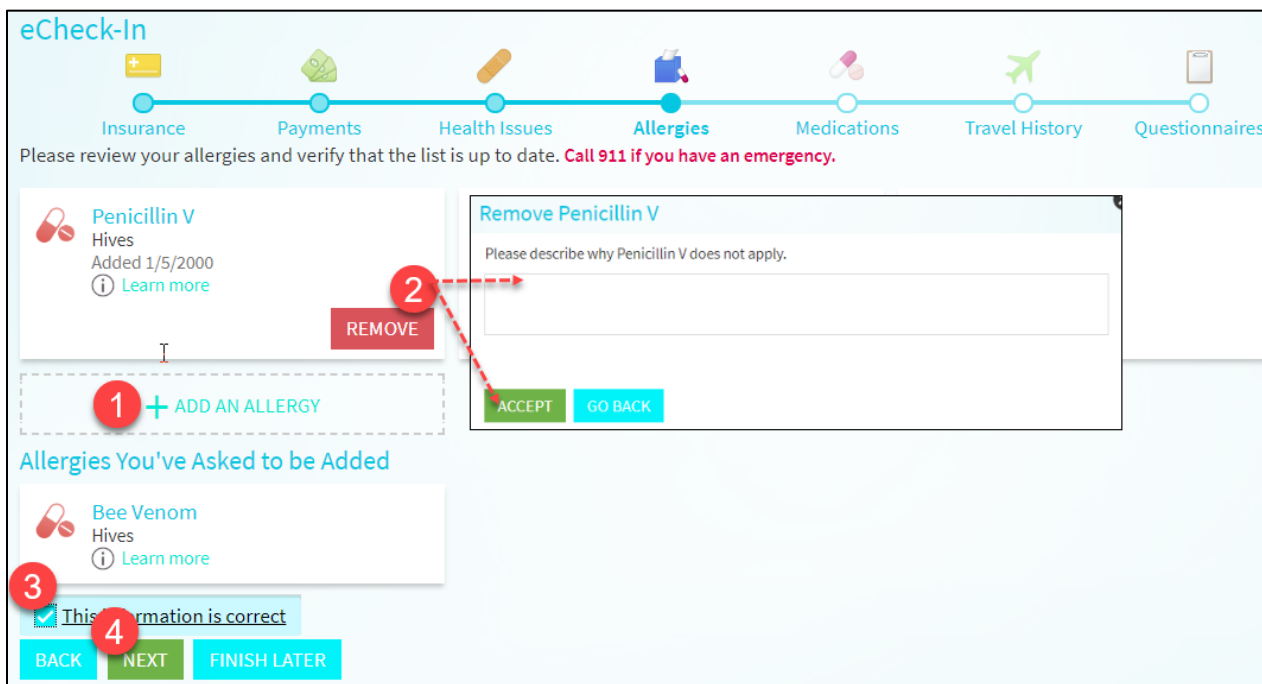 eCheck-In
Insurance
Payments
Health Issues
Allergies
Medications
Travel History
Questionnaires
Please review your allergies and verify that the list is up to date. Call 911 if you have an emergency.
Penicillin V
Hives
Added 1/5/2000
i Learn more
REMOVE
Remove Penicillin V
Please describe why Penicillin V does not apply.
2
ACCEPT
GO BACK
1
+ ADD AN ALLERGY
Allergies You've Asked to be Added
Bee Venom
Hives
i Learn more
3
This information is correct
4
BACK
NEXT
FINISH LATER